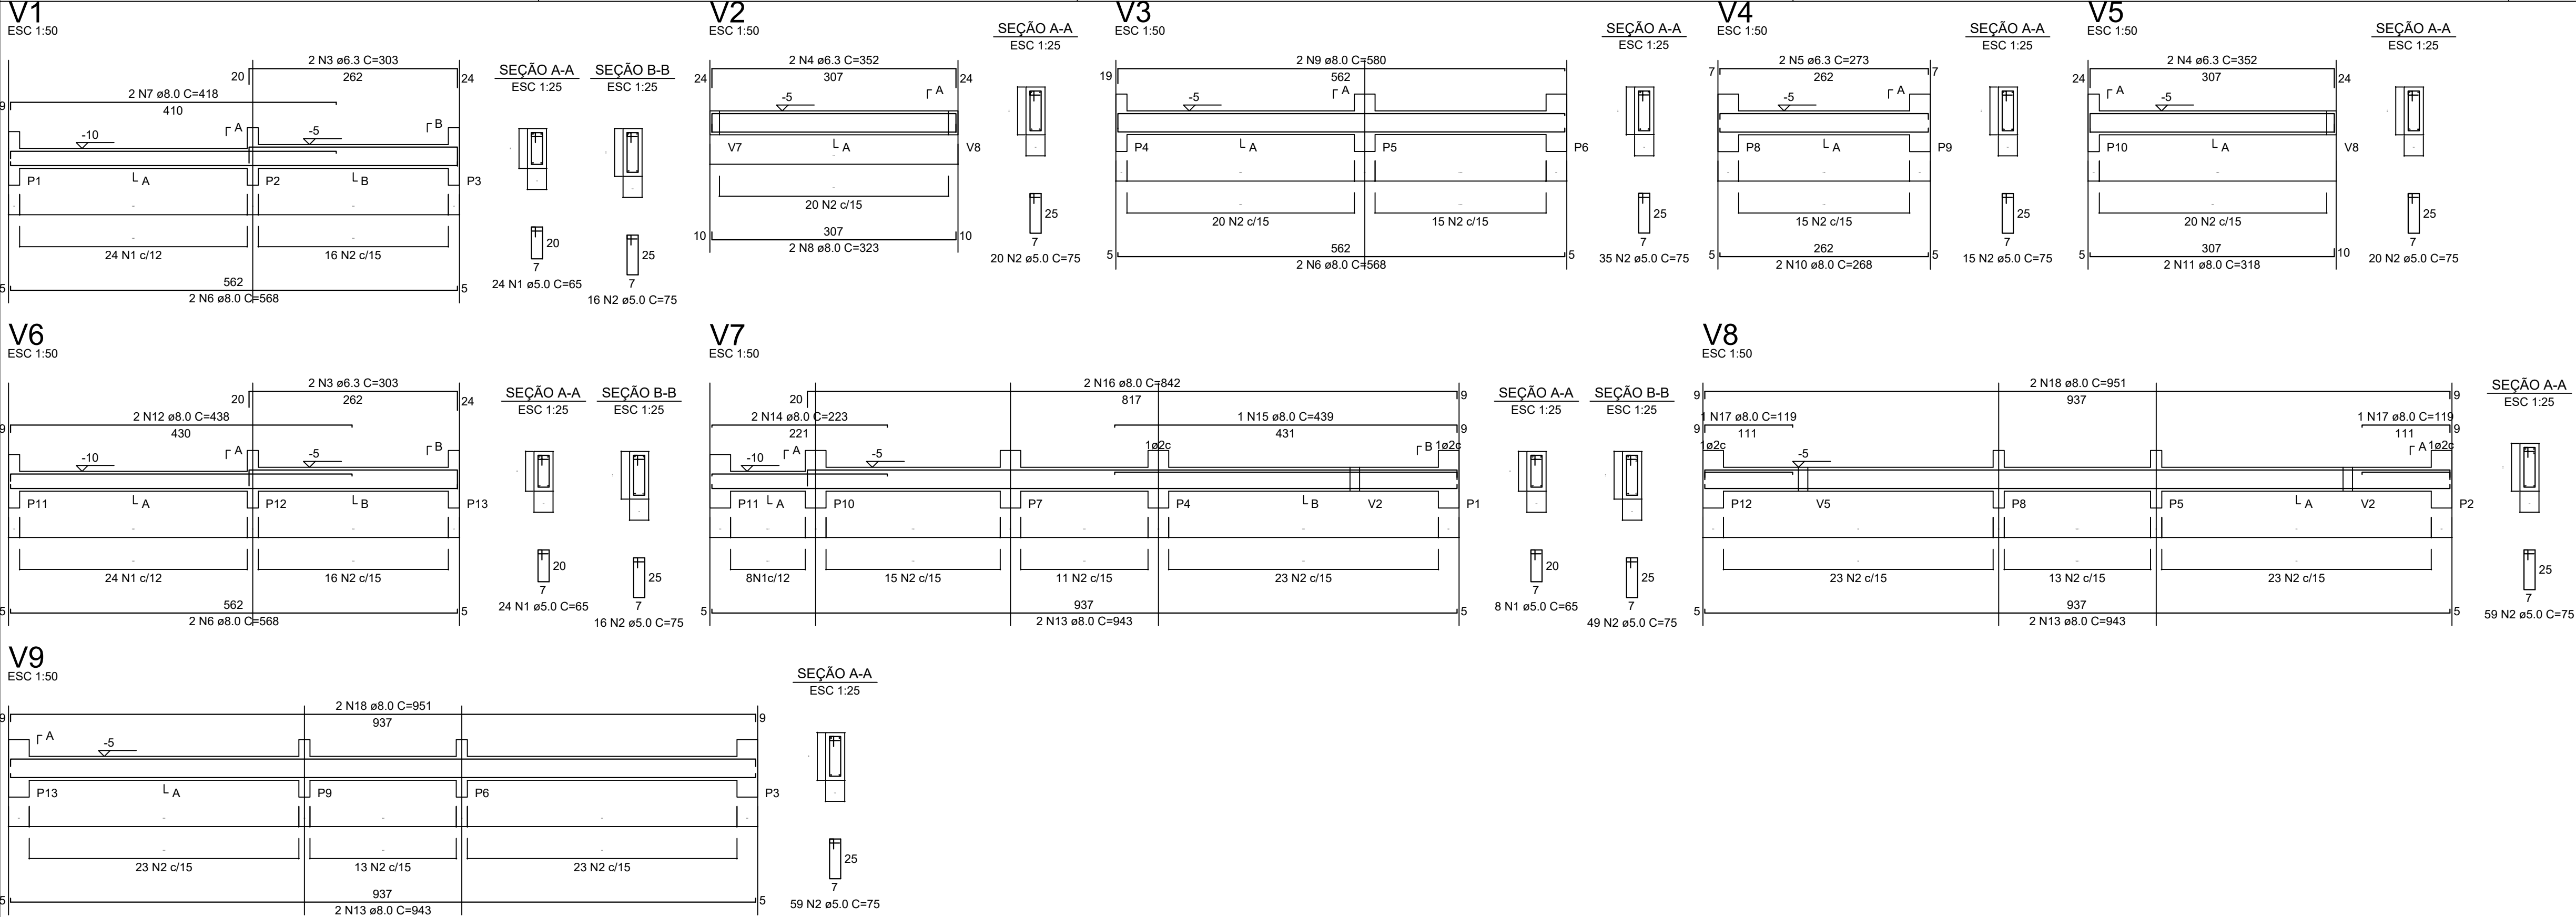 V1
ESC 1:50
2 N3 ø6.3 C=303
20
262
24
2 N7 ø8.0 C=418
9
410
-10
A
-5
B
P1
A
P2
B
P3
24 N1 c/12
16 N2 c/15
562
5
5
2 N6 ø8.0 C=568
SEÇÃO A-A
ESC 1:25
20
7
24 N1 ø5.0 C=65
SEÇÃO B-B
ESC 1:25
25
7
16 N2 ø5.0 C=75
V2
ESC 1:50
2 N4 ø6.3 C=352
24
307
24
-5
A
V7
A
V8
20 N2 c/15
10
307
10
2 N8 ø8.0 C=323
SEÇÃO A-A
ESC 1:25
25
7
20 N2 ø5.0 C=75
V3
ESC 1:50
2 N9 ø8.0 C=580
19
562
-5
A
P4
A
P5
P6
20 N2 c/15
15 N2 c/15
5
562
5
2 N6 ø8.0 C=568
SEÇÃO A-A
ESC 1:25
25
7
35 N2 ø5.0 C=75
V4
ESC 1:50
2 N5 ø6.3 C=273
7
262
7
-5
A
P8
A
P9
15 N2 c/15
5
262
5
2 N10 ø8.0 C=268
SEÇÃO A-A
ESC 1:25
25
7
15 N2 ø5.0 C=75
V5
ESC 1:50
2 N4 ø6.3 C=352
24
307
24
A
-5
P10
A
V8
20 N2 c/15
5
307
10
2 N11 ø8.0 C=318
SEÇÃO A-A
ESC 1:25
25
7
20 N2 ø5.0 C=75
V6
ESC 1:50
2 N3 ø6.3 C=303
20
262
24
2 N12 ø8.0 C=438
9
430
-10
A
-5
B
P11
A
P12
B
P13
24 N1 c/12
16 N2 c/15
562
5
5
2 N6 ø8.0 C=568
SEÇÃO A-A
ESC 1:25
20
7
24 N1 ø5.0 C=65
SEÇÃO B-B
ESC 1:25
25
7
16 N2 ø5.0 C=75
V7
ESC 1:50
2 N16 ø8.0 C=842
20
817
9
2 N14 ø8.0 C=223
1 N15 ø8.0 C=439
9
221
431
9
1ø2c
1ø2c
-10
A
-5
B
P11
A
P10
P7
P4
B
V2
P1
8N1c/12
15 N2 c/15
11 N2 c/15
23 N2 c/15
5
937
5
2 N13 ø8.0 C=943
SEÇÃO A-A
ESC 1:25
20
7
8 N1 ø5.0 C=65
SEÇÃO B-B
ESC 1:25
25
7
49 N2 ø5.0 C=75
V8
ESC 1:50
2 N18 ø8.0 C=951
9
937
9
1 N17 ø8.0 C=119
1 N17 ø8.0 C=119
9
111
111
9
1ø2c
A
1ø2c
-5
P12
V5
P8
P5
A
V2
P2
23 N2 c/15
13 N2 c/15
23 N2 c/15
5
937
5
2 N13 ø8.0 C=943
SEÇÃO A-A
ESC 1:25
25
7
59 N2 ø5.0 C=75
V9
ESC 1:50
2 N18 ø8.0 C=951
9
937
9
A
-5
P13
A
P9
P6
P3
23 N2 c/15
13 N2 c/15
23 N2 c/15
5
937
5
2 N13 ø8.0 C=943
SEÇÃO A-A
ESC 1:25
25
7
59 N2 ø5.0 C=75